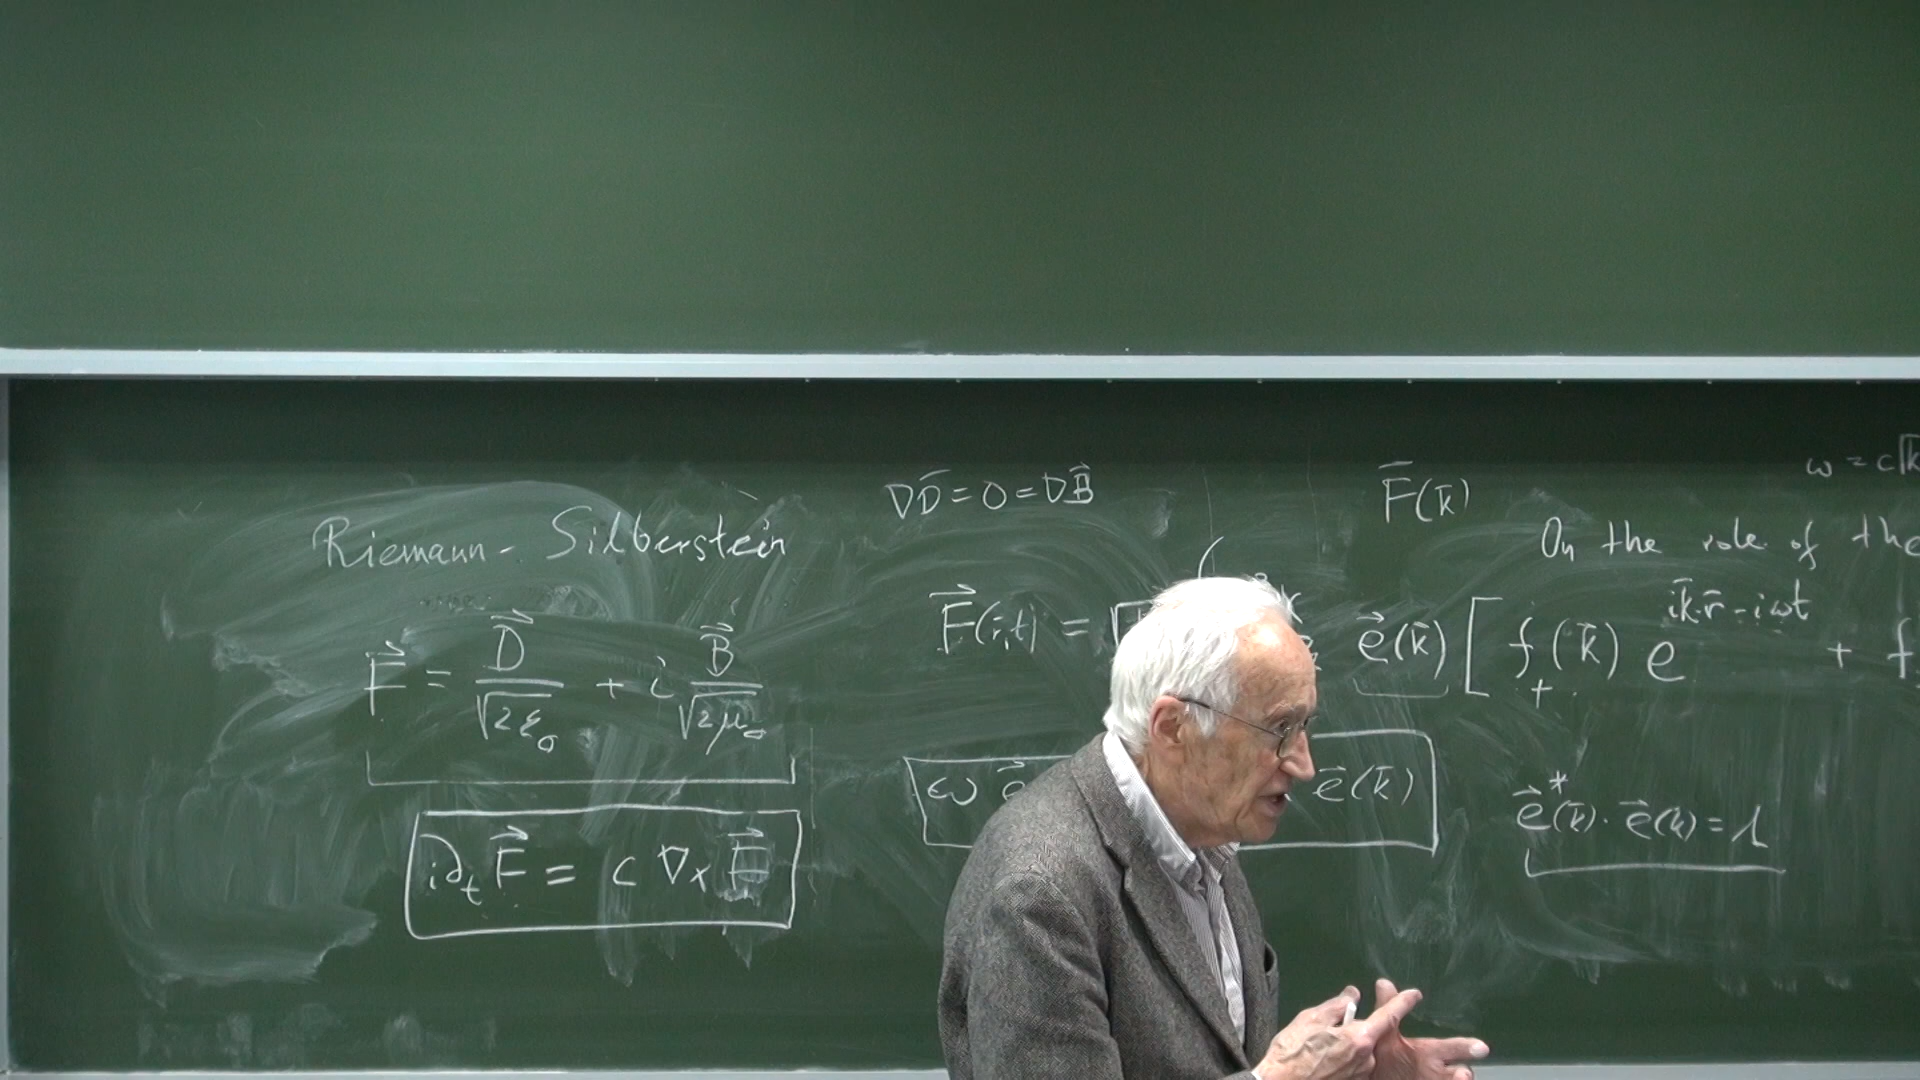 Riemann - Silberstein
F⃗ = D⃗/√2ε₀ + i B⃗/√2μ₀
i∂ₜF⃗ = c ∇×F⃗
∇D⃗ = 0 = ∇B⃗
F⃗(r̄,t) =
e⃗(k̄) [ f₊(k̄) e^{ik̄·r̄-iωt} + f
ω e⃗
e⃗(k̄)
F̄(k̄)
ω = c|k̄
On the role of the
e⃗*(k̄)·e⃗(k̄) = 1